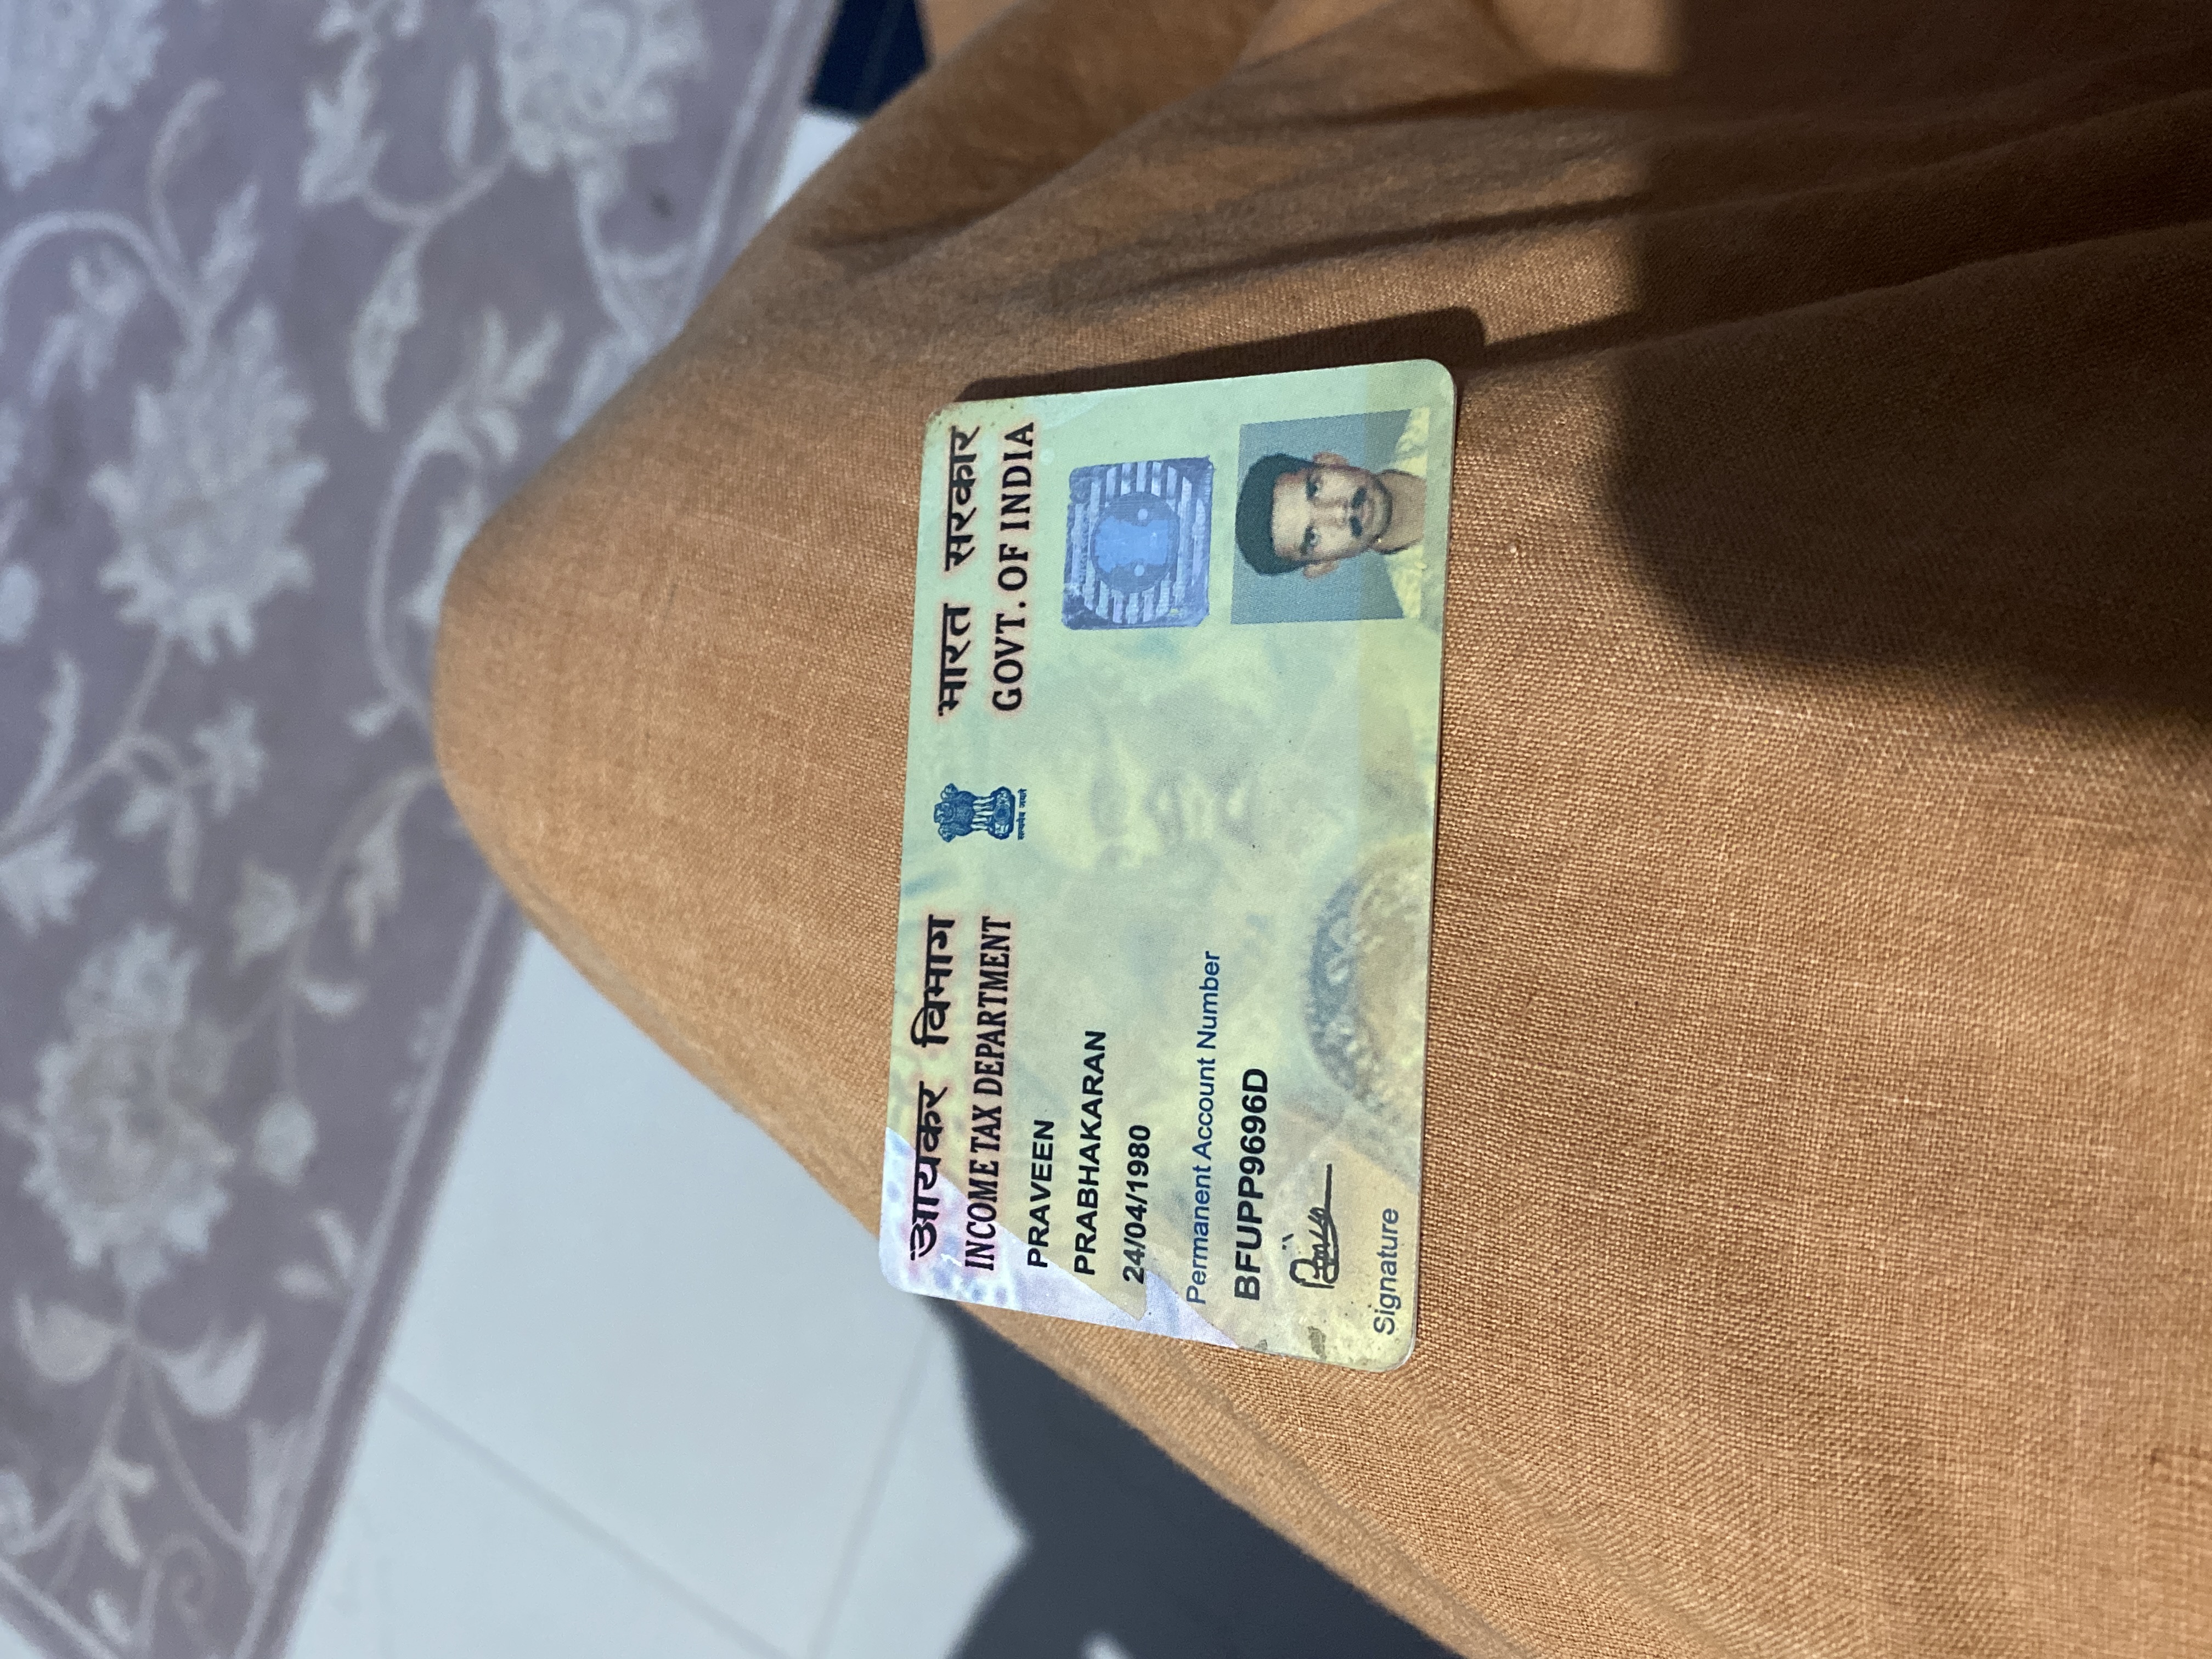 आयकर विभाग
INCOME TAX DEPARTMENT
भारत सरकार
GOVT. OF INDIA
सत्यमेव जयते
PRAVEEN
PRABHAKARAN
24/04/1980
Permanent Account Number
BFUPP9696D
Signature